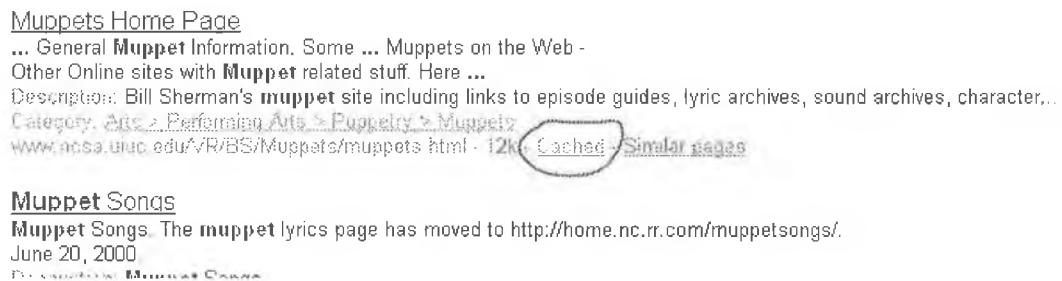 Muppets Home Page
... General Muppet Information. Some ... Muppets on the Web -
Other Online sites with Muppet related stuff. Here ...
Description: Bill Sherman's muppet site including links to episode guides, lyric archives, sound archives, character...
Category: Arts > Performing Arts > Puppetry > Muppets
www.ncsa.uiuc.edu/VR/BS/Muppets/muppets.html - 12k - Cached - Similar pages
Muppet Songs
Muppet Songs. The muppet lyrics page has moved to http://home.nc.rr.com/muppetsongs/.
June 20, 2000
Description: Muppet Songs